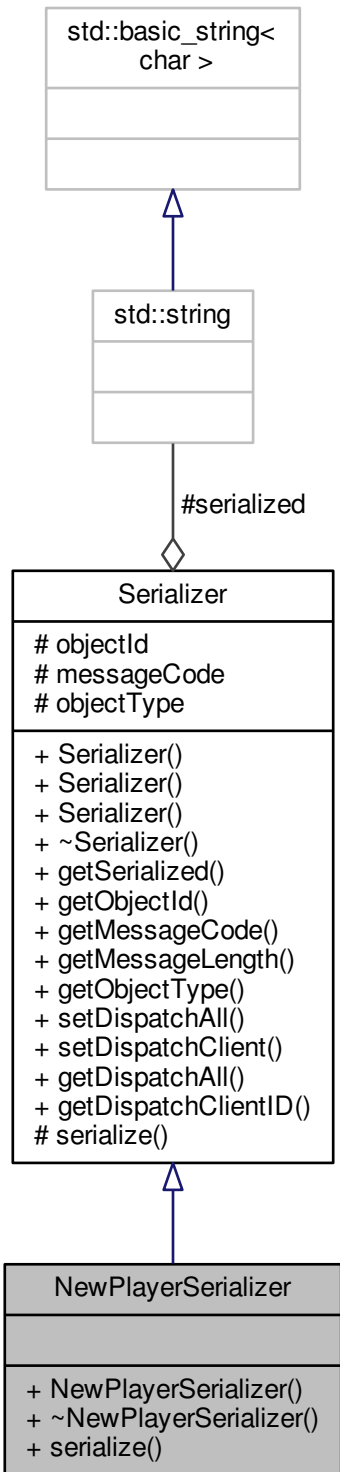 std::basic_string<
char >
std::string
#serialized
Serializer
# objectId
# messageCode
# objectType
+ Serializer()
+ Serializer()
+ Serializer()
+ ~Serializer()
+ getSerialized()
+ getObjectId()
+ getMessageCode()
+ getMessageLength()
+ getObjectType()
+ setDispatchAll()
+ setDispatchClient()
+ getDispatchAll()
+ getDispatchClientID()
# serialize()
NewPlayerSerializer
+ NewPlayerSerializer()
+ ~NewPlayerSerializer()
+ serialize()